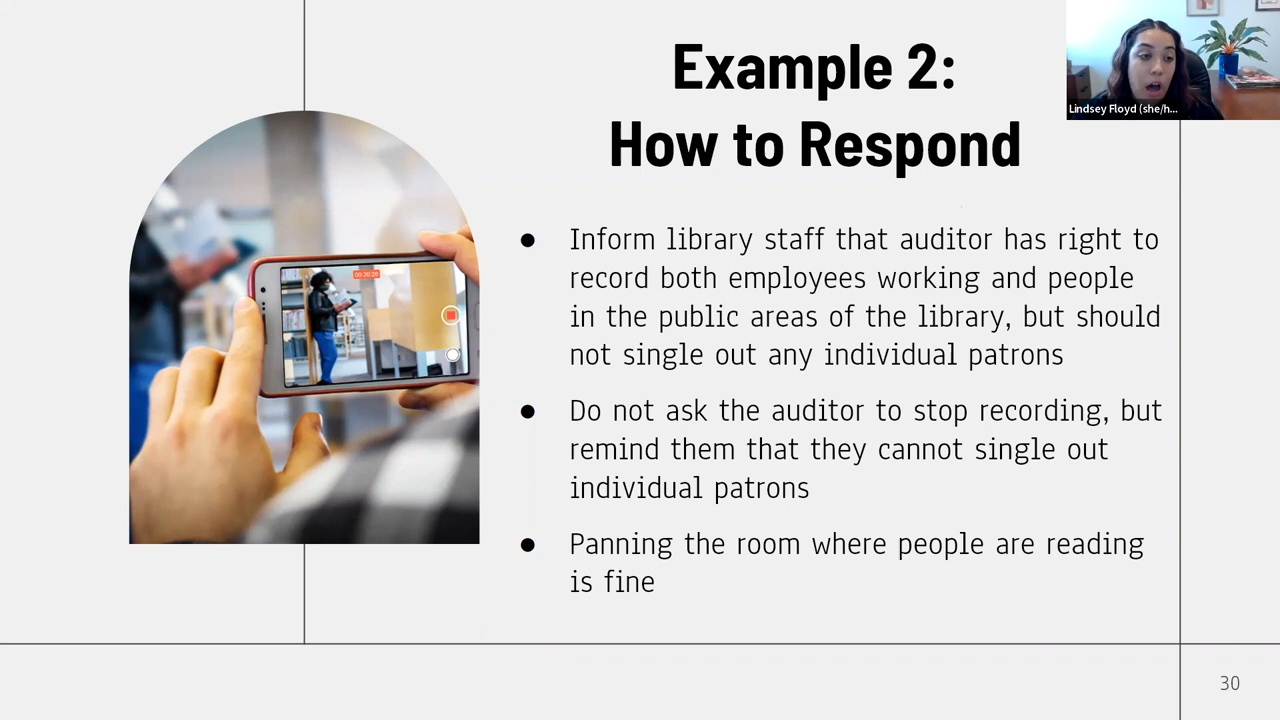 Example 2:
How to Respond
Lindsey Floyd (she/h...
00:20:26
● Inform library staff that auditor has right to
record both employees working and people
in the public areas of the library, but should
not single out any individual patrons
● Do not ask the auditor to stop recording, but
remind them that they cannot single out
individual patrons
● Panning the room where people are reading
is fine
30